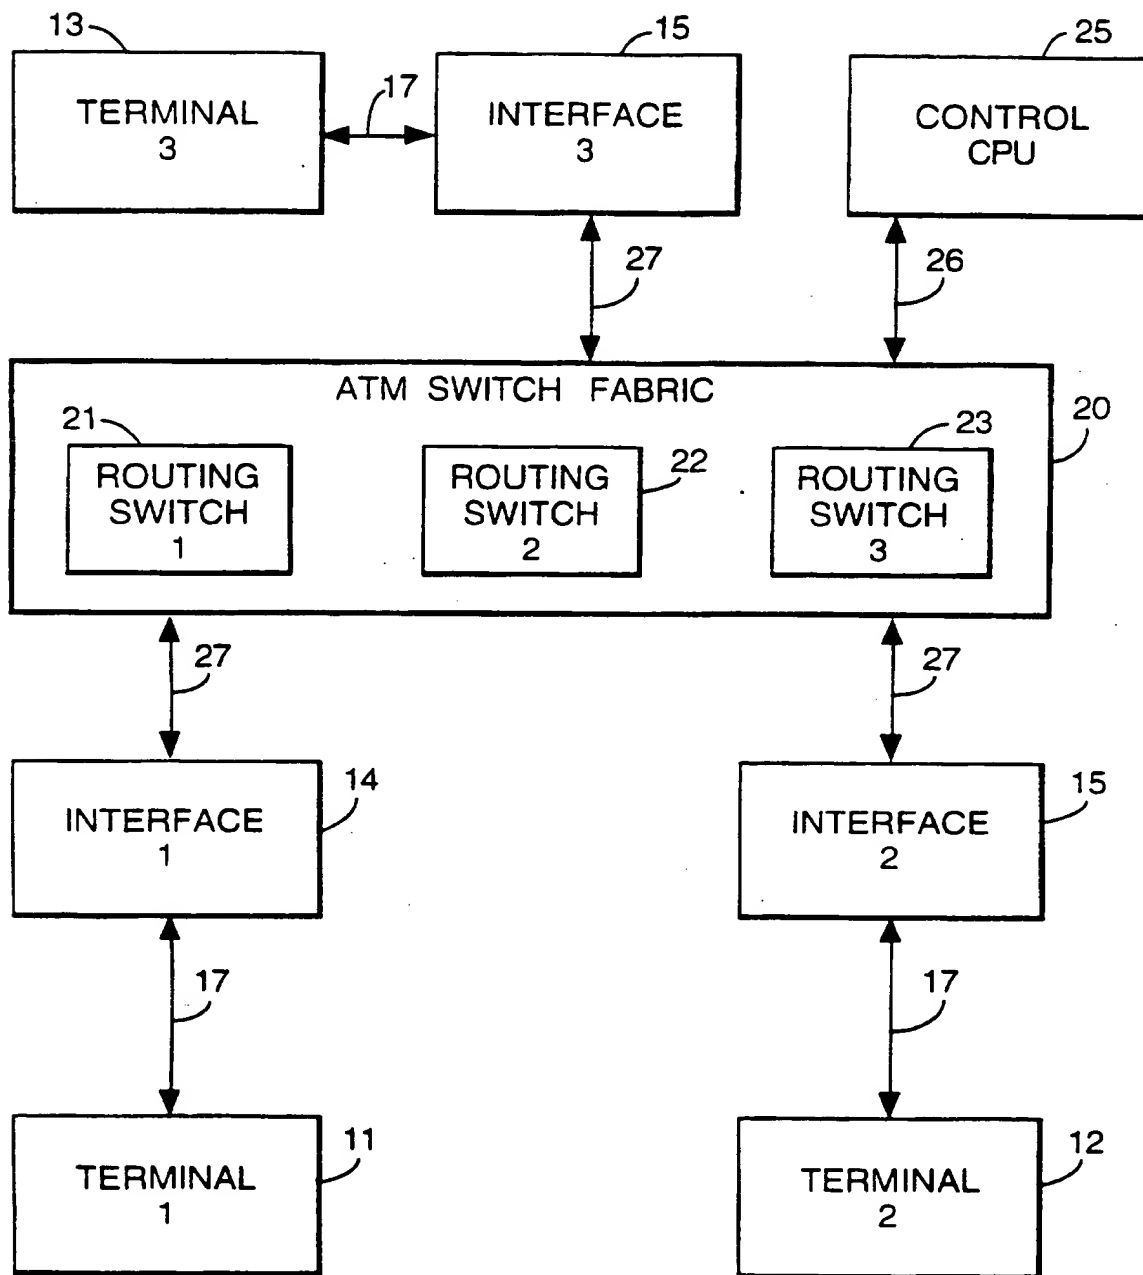 13
15
25
TERMINAL
3
17
INTERFACE
3
CONTROL
CPU
27
26
ATM SWITCH FABRIC
21
23
20
ROUTING
SWITCH
1
ROUTING
SWITCH
2
22
ROUTING
SWITCH
3
27
27
INTERFACE
1
14
INTERFACE
2
15
17
17
TERMINAL
1
11
TERMINAL
2
12